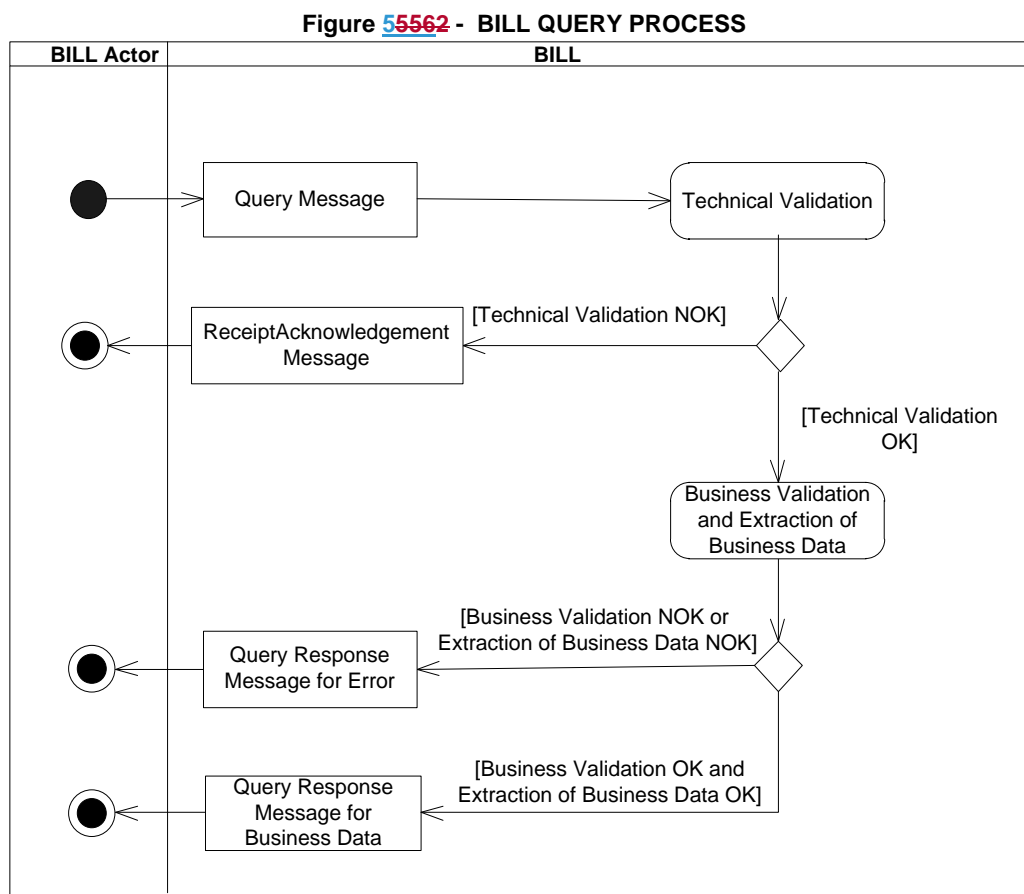 Figure 55562 - BILL QUERY PROCESS
BILL Actor
BILL
Query Message
Technical Validation
ReceiptAcknowledgement
Message
[Technical Validation NOK]
[Technical Validation
OK]
Business Validation
and Extraction of
Business Data
[Business Validation NOK or
Extraction of Business Data NOK]
Query Response
Message for Error
[Business Validation OK and
Extraction of Business Data OK]
Query Response
Message for
Business Data